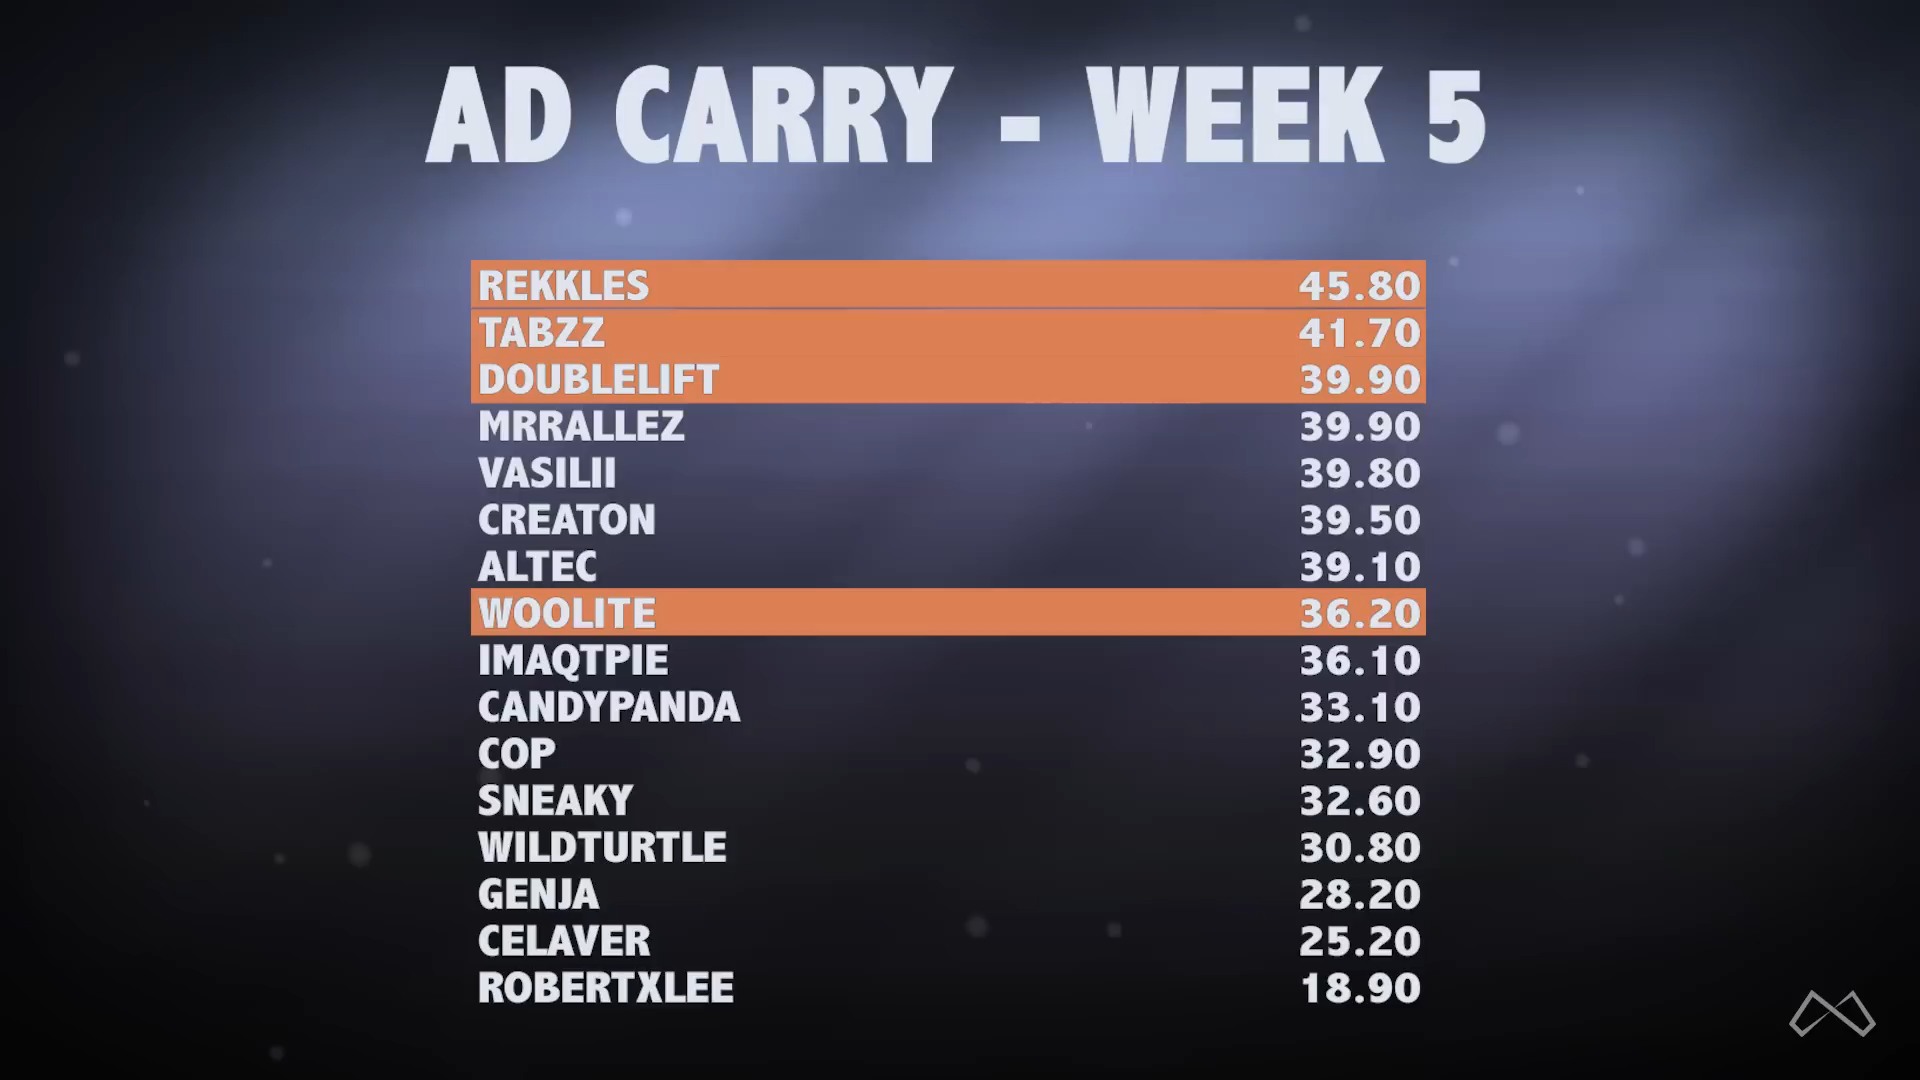 AD CARRY - WEEK 5
REKKLES 45.80
TABZZ 41.70
DOUBLELIFT 39.90
MRRALLEZ 39.90
VASILII 39.80
CREATON 39.50
ALTEC 39.10
WOOLITE 36.20
IMAQTPIE 36.10
CANDYPANDA 33.10
COP 32.90
SNEAKY 32.60
WILDTURTLE 30.80
GENJA 28.20
CELAVER 25.20
ROBERTXLEE 18.90